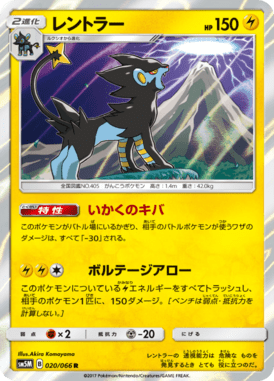 2進化 レントラー HP 150
ルクシオから進化
全国図鑑NO.405 がんこうポケモン 高さ：1.4m 重さ：42.0kg
特性 いかくのキバ
このポケモンがバトル場にいるかぎり、相手のバトルポケモンが使うワザのダメージは、すべて「-30」される。
ボルテージアロー
このポケモンについているエネルギーをすべてトラッシュし、相手のポケモン1匹に、150ダメージ。［ベンチは弱点・抵抗力を計算しない。］
弱点 ×2 抵抗力 -20 にげる
illus.Akira Komayama
SM5M 020/066 R
レントラーの 透視能力は 危険なものを
発見するとき とても 役に立つのだ。
©2017 Pokémon/Nintendo/Creatures/GAME FREAK.